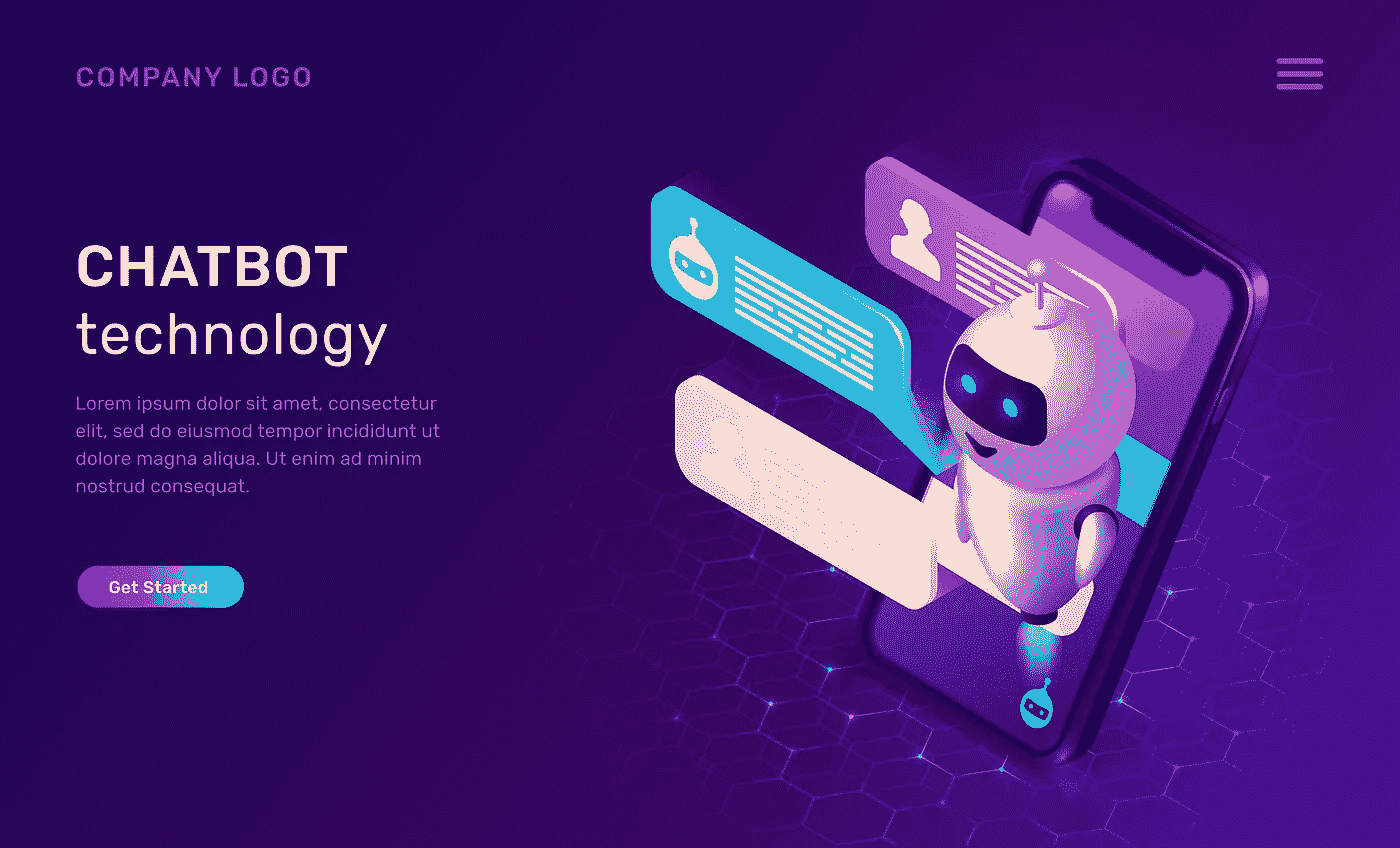 COMPANY LOGO
CHATBOT
technology
Lorem ipsum dolor sit amet, consectetur
elit, sed do eiusmod tempor incididunt ut
dolore magna aliqua. Ut enim ad minim
nostrud consequat.
Get Started